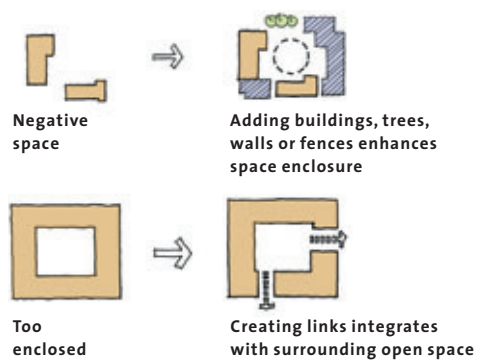 Negative
space
Adding buildings, trees,
walls or fences enhances
space enclosure
Too
enclosed
Creating links integrates
with surrounding open space